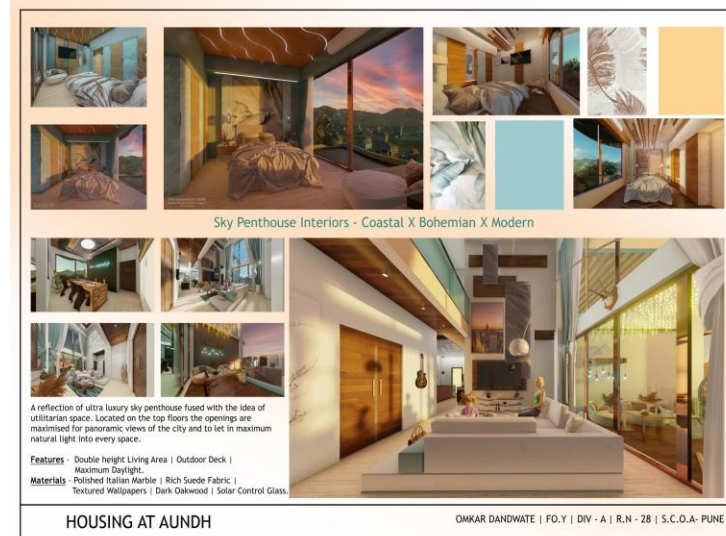 Sky Penthouse Interiors - Coastal X Bohemian X Modern
A reflection of ultra luxury sky penthouse fused with the idea of
utilitarian space. Located on the top floors the openings are
maximised for panoramic views of the city and to let in maximum
natural light into every space.
Features - Double height Living Area | Outdoor Deck |
Maximum Daylight.
Materials - Polished Italian Marble | Rich Suede Fabric |
Textured Wallpapers | Dark Oakwood | Solar Control Glass.
HOUSING AT AUNDH
OMKAR DANDWATE | FO.Y | DIV - A | R.N - 28 | S.C.O.A- PUNE